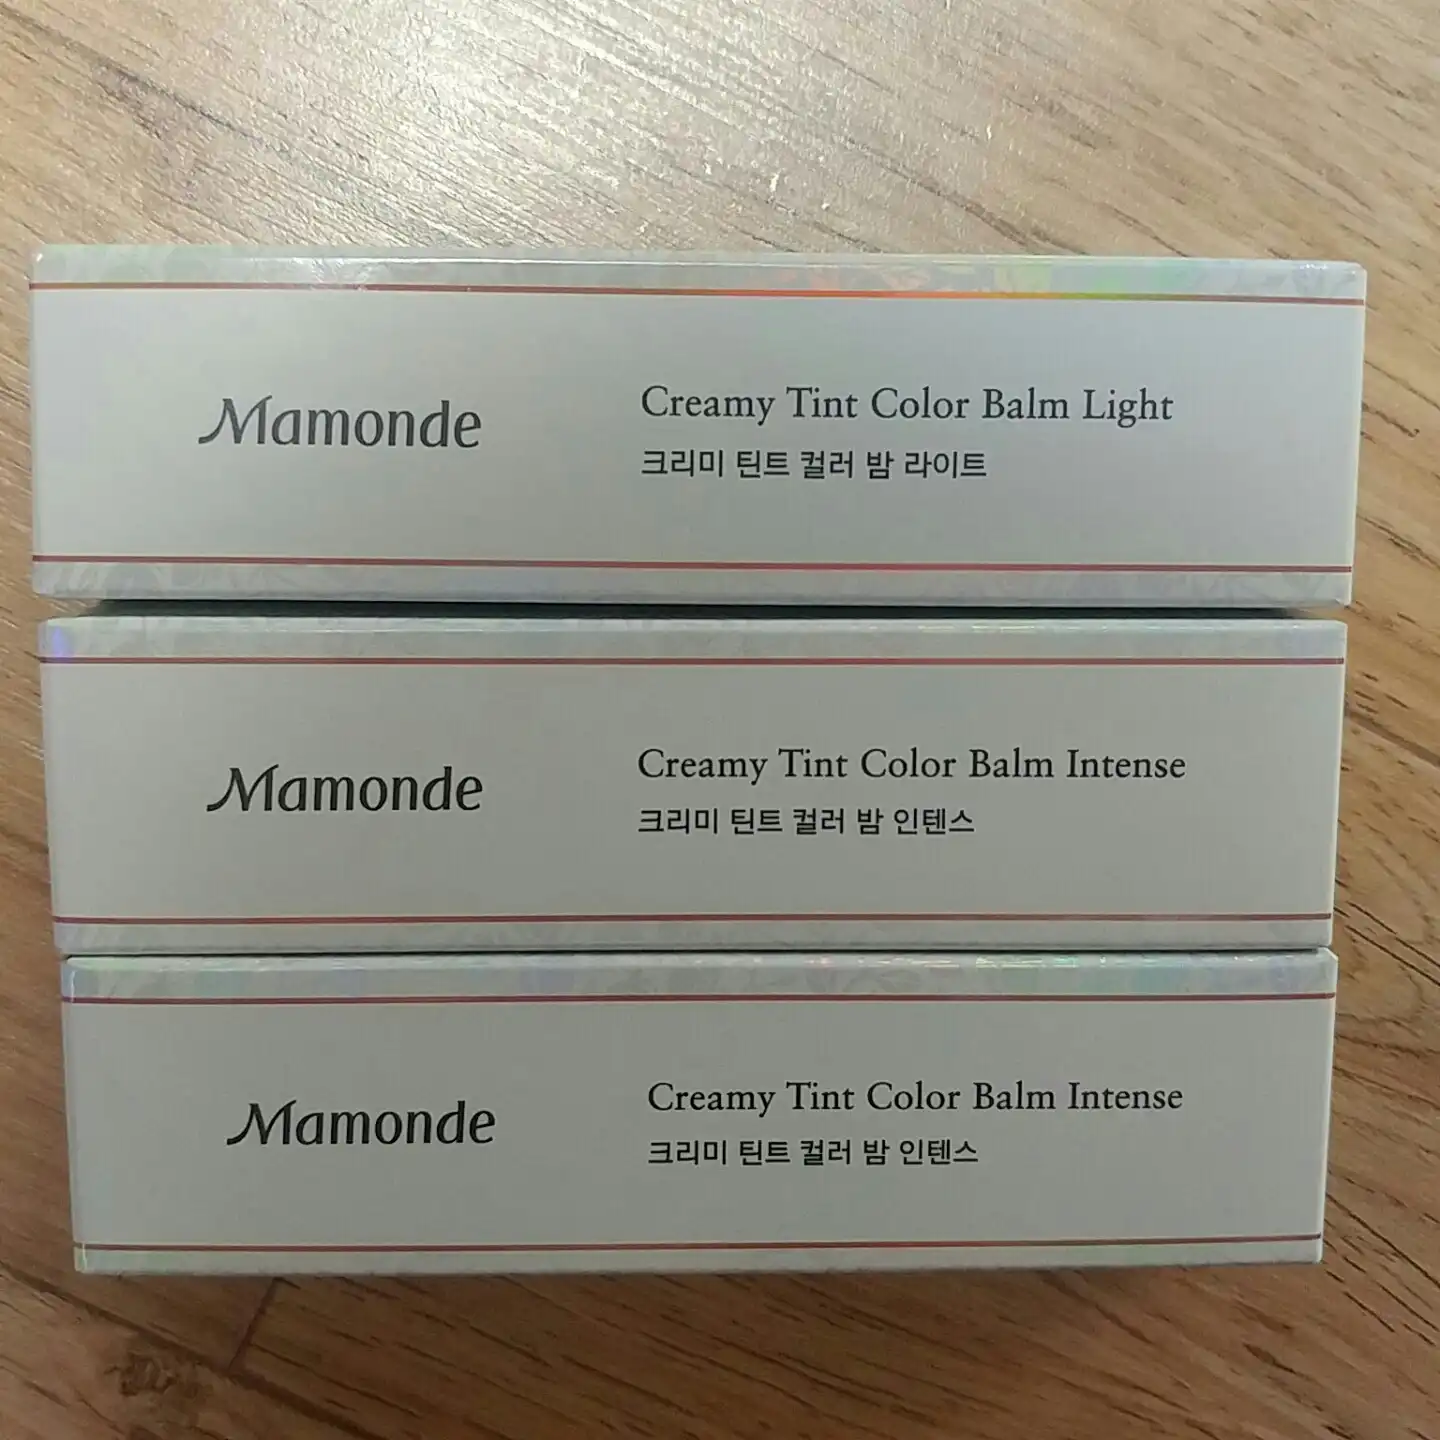 Mamonde
Creamy Tint Color Balm Light
크리미 틴트 컬러 밤 라이트
Mamonde
Creamy Tint Color Balm Intense
크리미 틴트 컬러 밤 인텐스
Mamonde
Creamy Tint Color Balm Intense
크리미 틴트 컬러 밤 인텐스